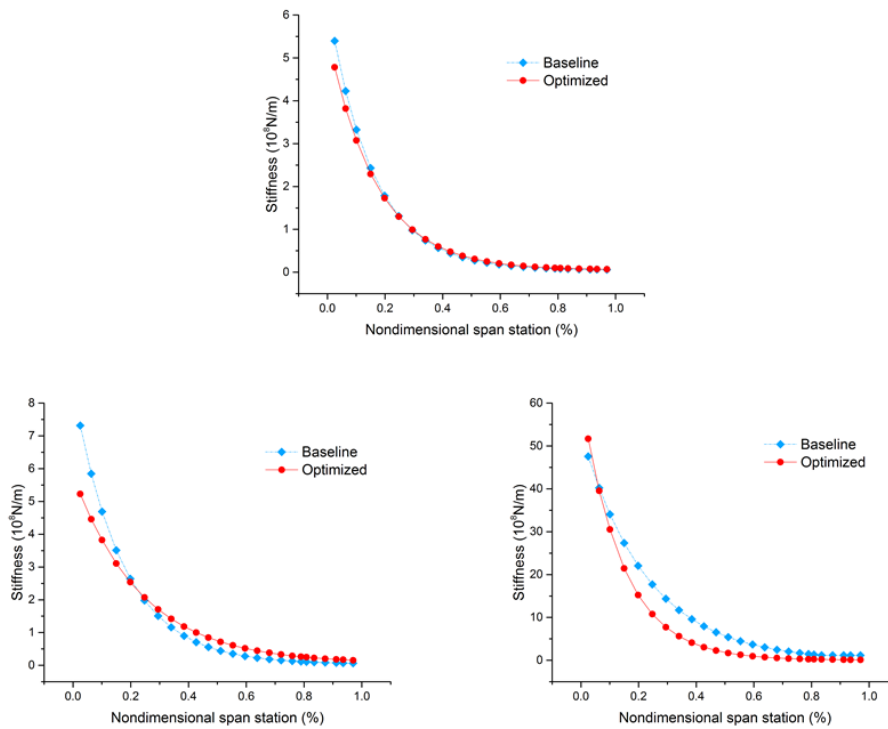 6
5
4
3
2
1
0
Stiffness (10⁸N/m)
Baseline
Optimized
0.0 0.2 0.4 0.6 0.8 1.0
Nondimensional span station (%)
8
7
6
5
4
3
2
1
0
Stiffness (10⁸N/m)
Baseline
Optimized
0.0 0.2 0.4 0.6 0.8 1.0
Nondimensional span station (%)
60
50
40
30
20
10
0
Stiffness (10⁸N/m)
Baseline
Optimized
0.0 0.2 0.4 0.6 0.8 1.0
Nondimensional span station (%)